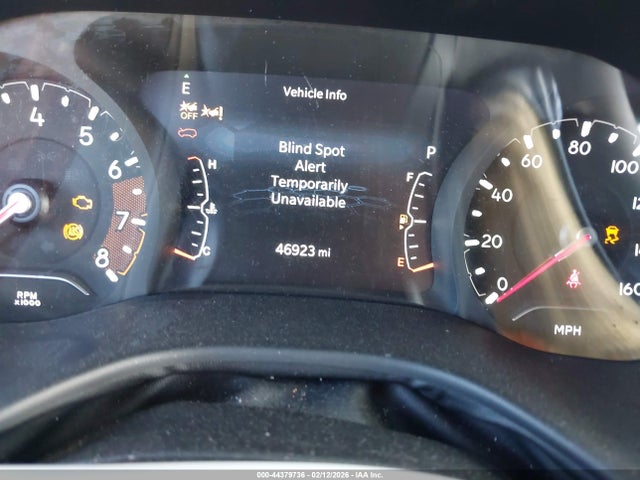 E
Vehicle Info
OFF
Blind Spot
Alert
Temporarily
Unavailable
P
H
C
F
E
46923 mi
4
5
6
7
8
RPM
x1000
0
20
40
60
80
100
160
MPH
000-44379736 - 02/12/2026 - IAA Inc.